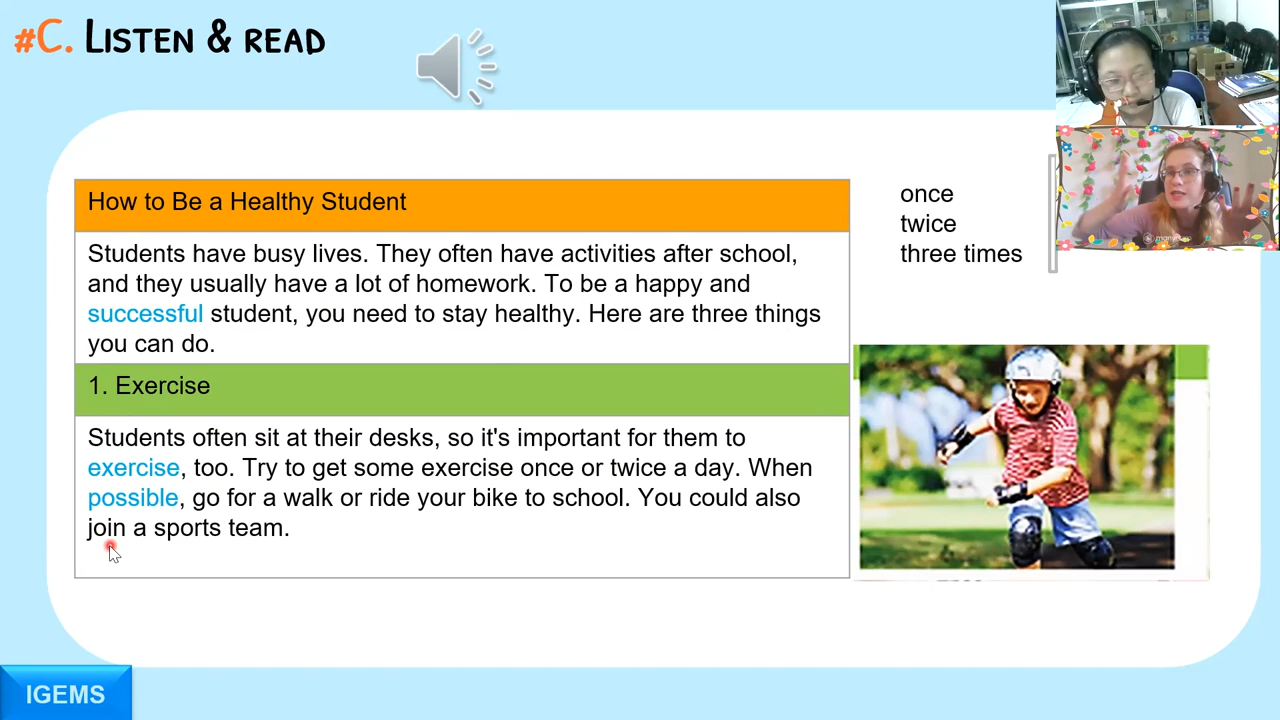 #C. LISTEN & READ
How to Be a Healthy Student
Students have busy lives. They often have activities after school,
and they usually have a lot of homework. To be a happy and
successful student, you need to stay healthy. Here are three things
you can do.
1. Exercise
Students often sit at their desks, so it's important for them to
exercise, too. Try to get some exercise once or twice a day. When
possible, go for a walk or ride your bike to school. You could also
join a sports team.
once
twice
three times
IGEMS